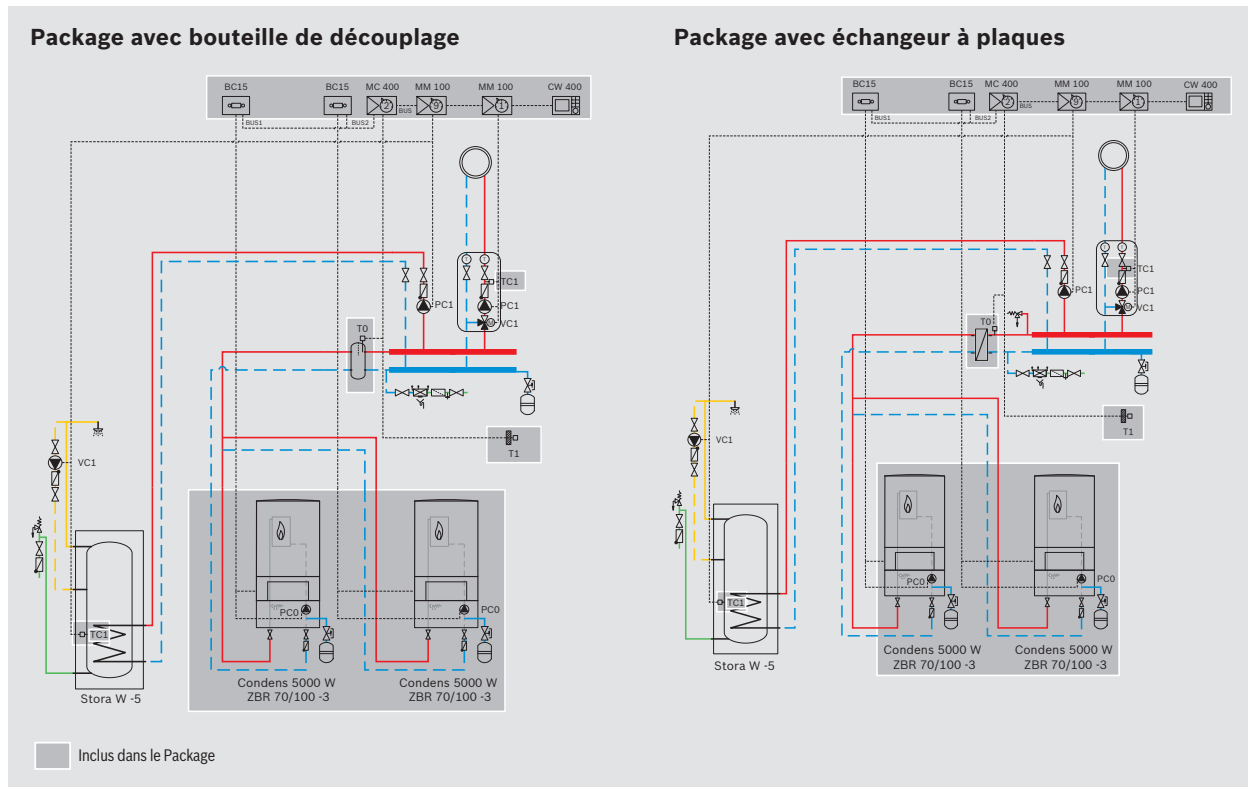 Package avec bouteille de découplage
BC15 BC15 MC 400 MM 100 MM 100 CW 400
2 9 1
BUS
BUS1 BUS2
TC1
PC1 PC1
M VC1
T0
T1
VC1
TC1
PC0 PC0
Stora W -5
Condens 5000 W
ZBR 70/100 -3
Condens 5000 W
ZBR 70/100 -3
Inclus dans le Package
Package avec échangeur à plaques
BC15 BC15 MC 400 MM 100 MM 100 CW 400
2 9 1
BUS
BUS1 BUS2
TC1
PC1 PC1
M VC1
T0
T1
VC1
TC1
PC0 PC0
Stora W -5
Condens 5000 W
ZBR 70/100 -3
Condens 5000 W
ZBR 70/100 -3